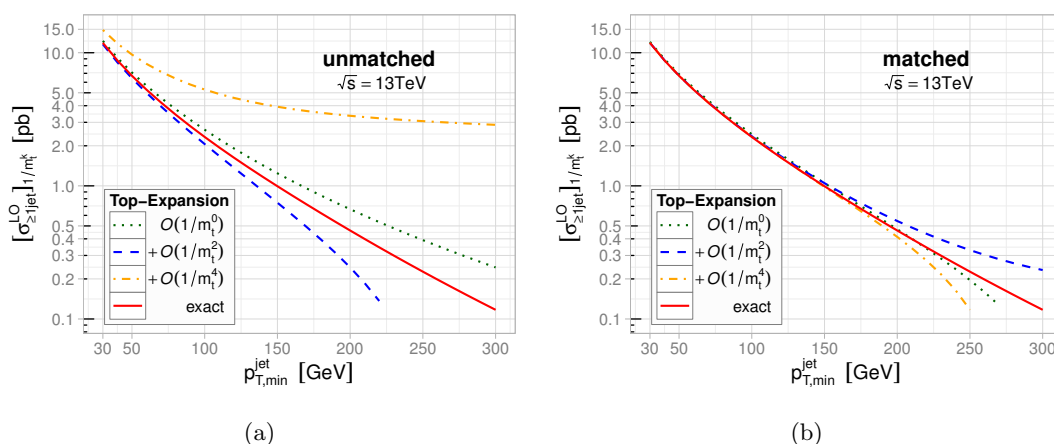 15.0
10.0
5.0
4.0
3.0
2.0
1.0
0.5
0.4
0.3
0.2
0.1
[σ^LO_≥1jet]_1/m_t^k [pb]
unmatched
√s = 13TeV
Top−Expansion
O(1/m_t^0)
+O(1/m_t^2)
+O(1/m_t^4)
exact
30 50 100 150 200 250 300
p^jet_T,min [GeV]
(a)
15.0
10.0
5.0
4.0
3.0
2.0
1.0
0.5
0.4
0.3
0.2
0.1
[σ^LO_≥1jet]_1/m_t^k [pb]
matched
√s = 13TeV
Top−Expansion
O(1/m_t^0)
+O(1/m_t^2)
+O(1/m_t^4)
exact
30 50 100 150 200 250 300
p^jet_T,min [GeV]
(b)